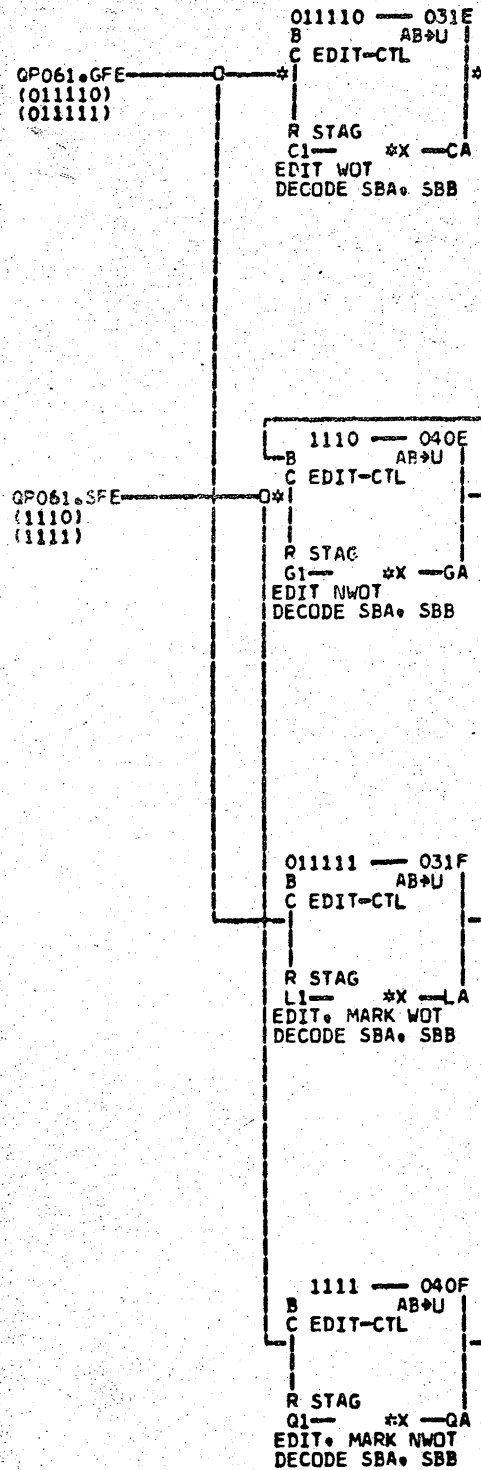 011110 — 031E
B AB→U
C EDIT-CTL
QP061.GFE
(011110)
(011111)
R STAG
C1— *X —CA
EDIT WOT
DECODE SBA, SBB
1110 — 040E
B AB→U
C EDIT-CTL
QP061.SFE
(1110)
(1111)
R STAG
G1— *X —GA
EDIT NWOT
DECODE SBA, SBB
011111 — 031F
B AB→U
C EDIT-CTL
R STAG
L1— *X —LA
EDIT, MARK WOT
DECODE SBA, SBB
1111 — 040F
B AB→U
C EDIT-CTL
R STAG
Q1— *X —QA
EDIT, MARK NWOT
DECODE SBA, SBB